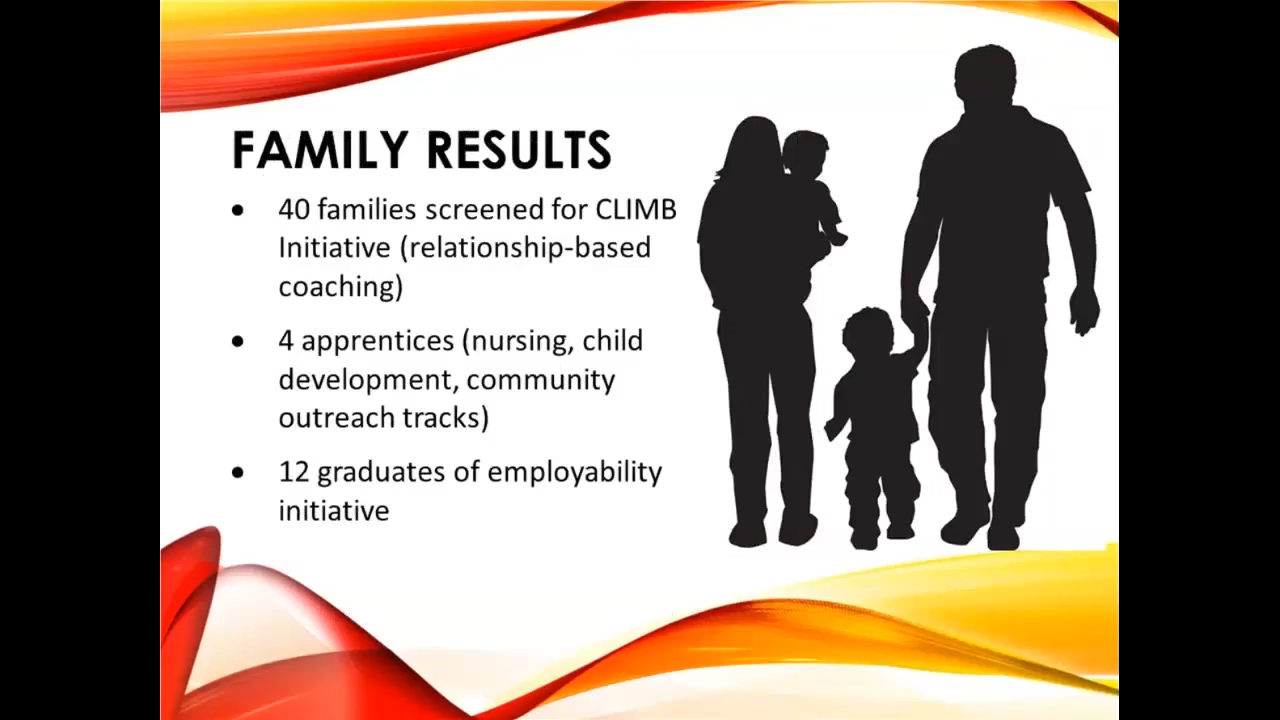 FAMILY RESULTS
• 40 families screened for CLIMB
Initiative (relationship-based
coaching)
• 4 apprentices (nursing, child
development, community
outreach tracks)
• 12 graduates of employability
initiative